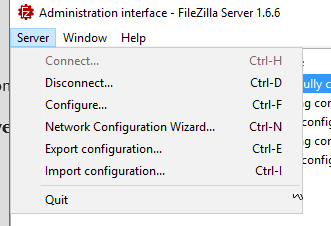 Administration interface - FileZilla Server 1.6.6
Server Window Help
Connect... Ctrl-H
Disconnect... Ctrl-D
Configure... Ctrl-F
Network Configuration Wizard... Ctrl-N
Export configuration... Ctrl-E
Import configuration... Ctrl-I
Quit